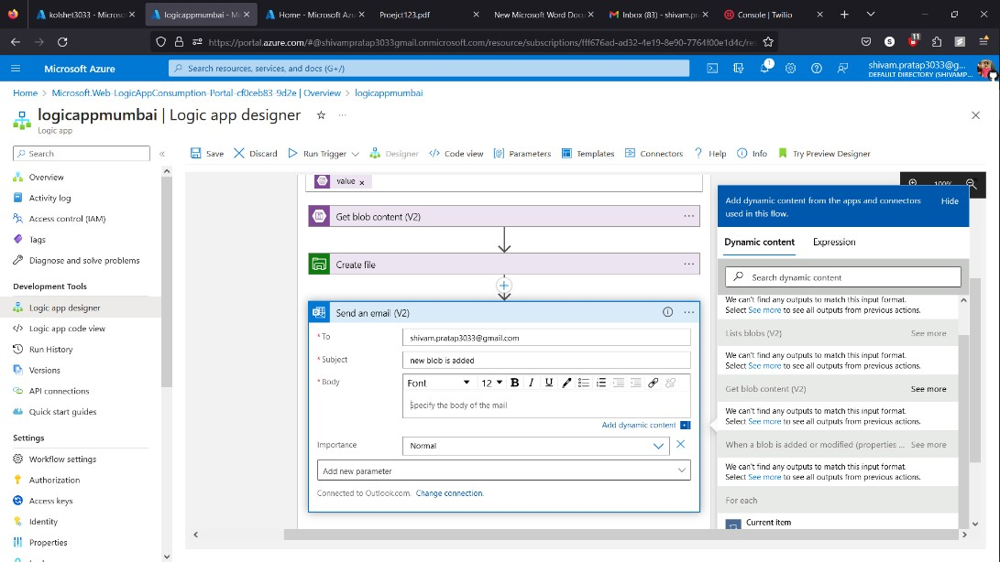 kolshet3033 - Microso
logicappmumbai - Mi
Home - Microsoft Azu
Proejct123.pdf
New Microsoft Word Docu
Inbox (83) - shivam.pr
Console | Twilio
https://portal.azure.com/#@shivampratap3033gmail.onmicrosoft.com/resource/subscriptions/fff676ad-ad32-4e19-8e90-7764f00e1d4c/re
11
Microsoft Azure
Search resources, services, and docs (G+/)
1
shivam.pratap3033@g...
DEFAULT DIRECTORY (SHIVAMP...
Home > Microsoft.Web-LogicAppConsumption-Portal-cf0ceb83-9d2e | Overview > logicappmumbai
logicappmumbai | Logic app designer
Logic app
Search
Save
Discard
Run Trigger
Designer
Code view
Parameters
Templates
Connectors
Help
Info
Try Preview Designer
Overview
Activity log
Access control (IAM)
Tags
Diagnose and solve problems
Development Tools
Logic app designer
Logic app code view
Run History
Versions
API connections
Quick start guides
Settings
Workflow settings
Authorization
Access keys
Identity
Properties
value x
Get blob content (V2)
Create file
Send an email (V2)
* To
shivam.pratap3033@gmail.com
* Subject
new blob is added
* Body
Font 12 B I U
Specify the body of the mail
Add dynamic content
Importance
Normal
Add new parameter
Connected to Outlook.com. Change connection.
100%
Add dynamic content from the apps and connectors
used in this flow.
Hide
Dynamic content
Expression
Search dynamic content
We can't find any outputs to match this input format.
Select See more to see all outputs from previous actions.
Lists blobs (V2) See more
We can't find any outputs to match this input format.
Select See more to see all outputs from previous actions.
Get blob content (V2) See more
We can't find any outputs to match this input format.
Select See more to see all outputs from previous actions.
When a blob is added or modified (properties ... See more
We can't find any outputs to match this input format.
Select See more to see all outputs from previous actions.
For each
Current item